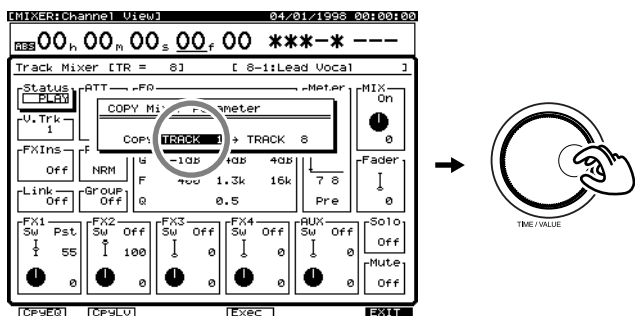 [MIXER:Channel View] 04/01/1998 00:00:00
ABS 00h 00m 00s 00f 00 ***-* ---
Track Mixer [TR = 8] [ 8-1:Lead Vocal ]
Status ATT EQ Meter MIX
PLAY On
COPY Mixer Parameter
V.Trk
1
Copy TRACK 1 → TRACK 8
0
FXIns
Off NRM
G -1dB 4dB 4dB
Fader
F 400 1.3k 16k 7 8
Link Group
Off Off Q 0.5 Pre 0
FX1 FX2 FX3 FX4 AUX Solo
Sw Pst Sw Off Sw Off Sw Off Sw Off
Off
55 100 0 0 0
Mute
0 0 0 0 0 Off
[CpyEQ] [CpyLV] [Exec ] EXIT
TIME / VALUE